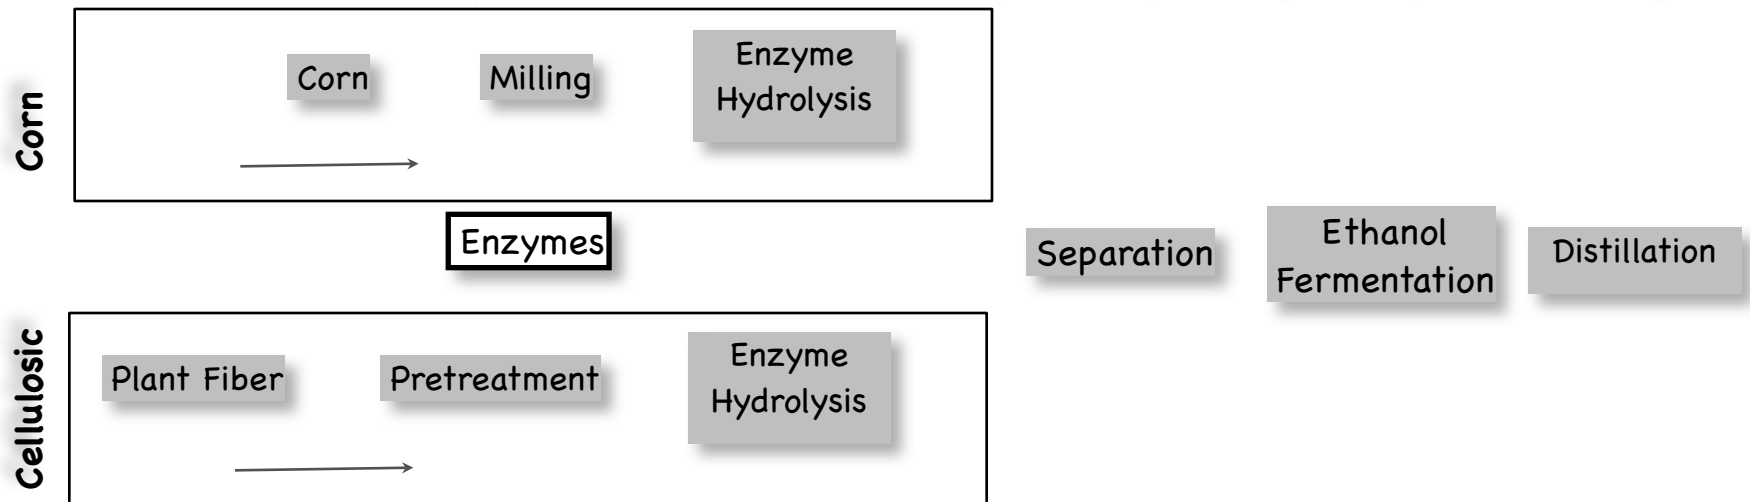 Corn
Corn
Milling
Enzyme
Hydrolysis
Enzymes
Cellulosic
Plant Fiber
Pretreatment
Enzyme
Hydrolysis
Separation
Ethanol
Fermentation
Distillation